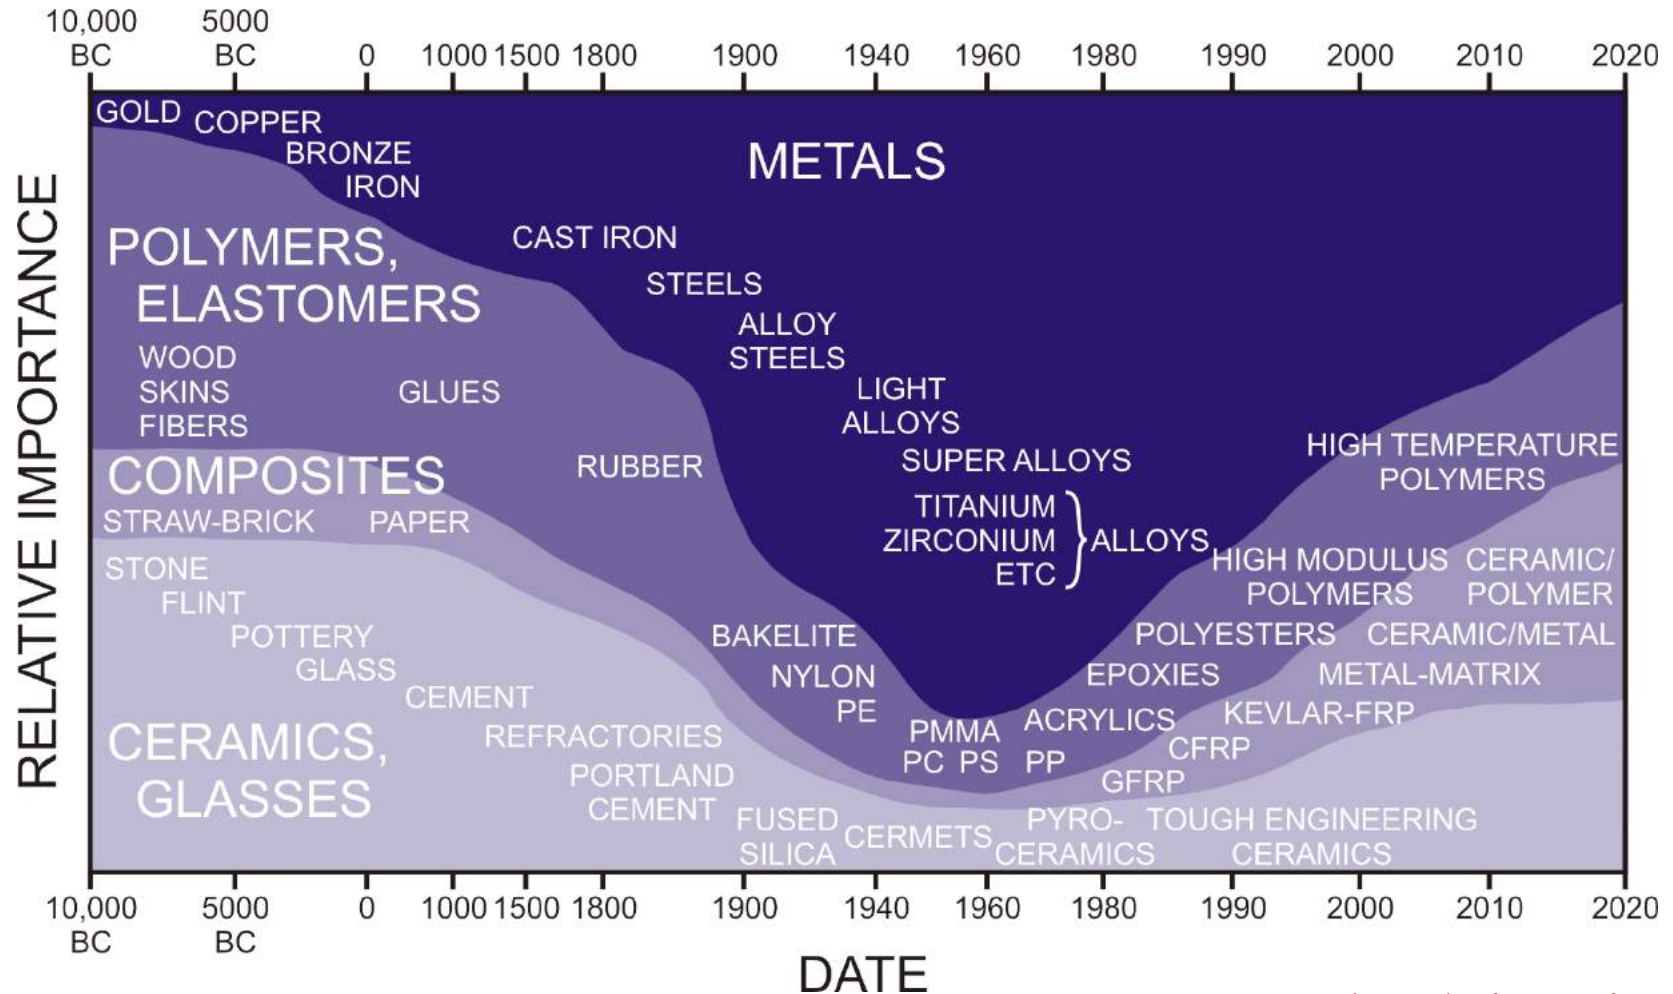 10,000 BC
5000 BC
0
1000
1500
1800
1900
1940
1960
1980
1990
2000
2010
2020
RELATIVE IMPORTANCE
GOLD
COPPER
BRONZE
IRON
METALS
CAST IRON
STEELS
ALLOY
STEELS
LIGHT
ALLOYS
SUPER ALLOYS
TITANIUM
ZIRCONIUM
ETC
ALLOYS
POLYMERS,
ELASTOMERS
WOOD
SKINS
FIBERS
GLUES
RUBBER
BAKELITE
NYLON
PE
PMMA
PC PS
PP
ACRYLICS
EPOXIES
POLYESTERS
HIGH MODULUS
POLYMERS
HIGH TEMPERATURE
POLYMERS
COMPOSITES
STRAW-BRICK
PAPER
GFRP
CFRP
KEVLAR-FRP
METAL-MATRIX
CERAMIC/METAL
CERAMIC/
POLYMER
STONE
FLINT
POTTERY
GLASS
CEMENT
REFRACTORIES
PORTLAND
CEMENT
CERAMICS,
GLASSES
FUSED
SILICA
CERMETS
PYRO-
CERAMICS
TOUGH ENGINEERING
CERAMICS
10,000 BC
5000 BC
0
1000
1500
1800
1900
1940
1960
1980
1990
2000
2010
2020
DATE